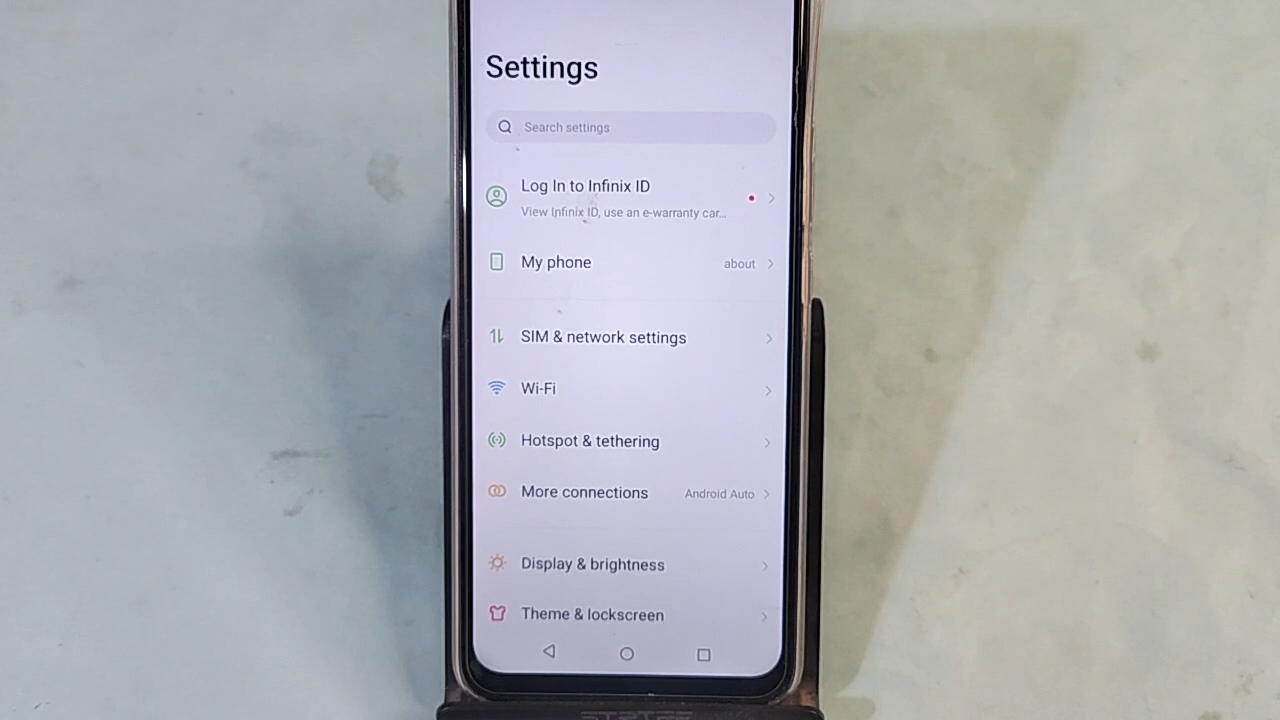 Settings
Search settings
Log In to Infinix ID
View Infinix ID, use an e-warranty car...
My phone
about
SIM & network settings
Wi-Fi
Hotspot & tethering
More connections
Android Auto
Display & brightness
Theme & lockscreen